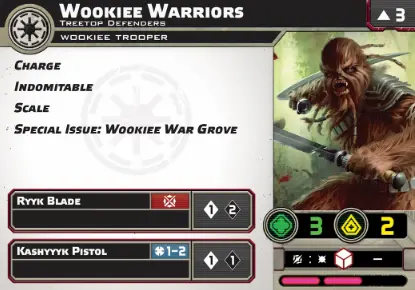 Wookiee Warriors
Treetop Defenders
Wookiee Trooper
3
Charge
Indomitable
Scale
Special Issue: Wookiee War Grove
Ryyk Blade
1 2
Kashyyyk Pistol
1-2
1 1
3 2
: –